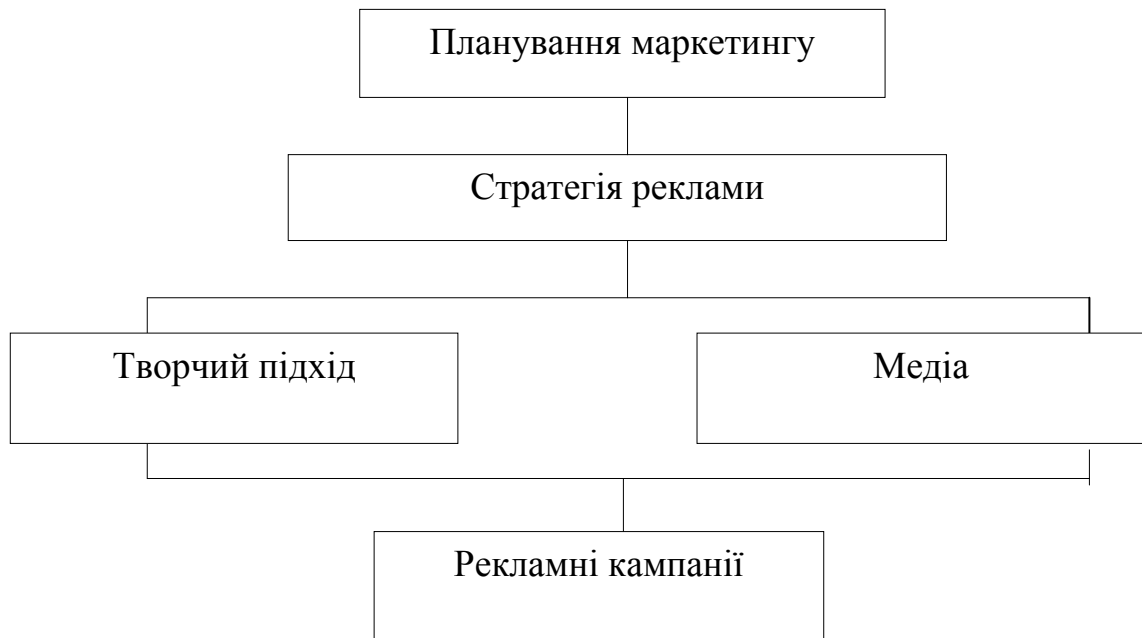 Планування маркетингу
Стратегія реклами
Творчий підхід
Медіа
Рекламні кампанії